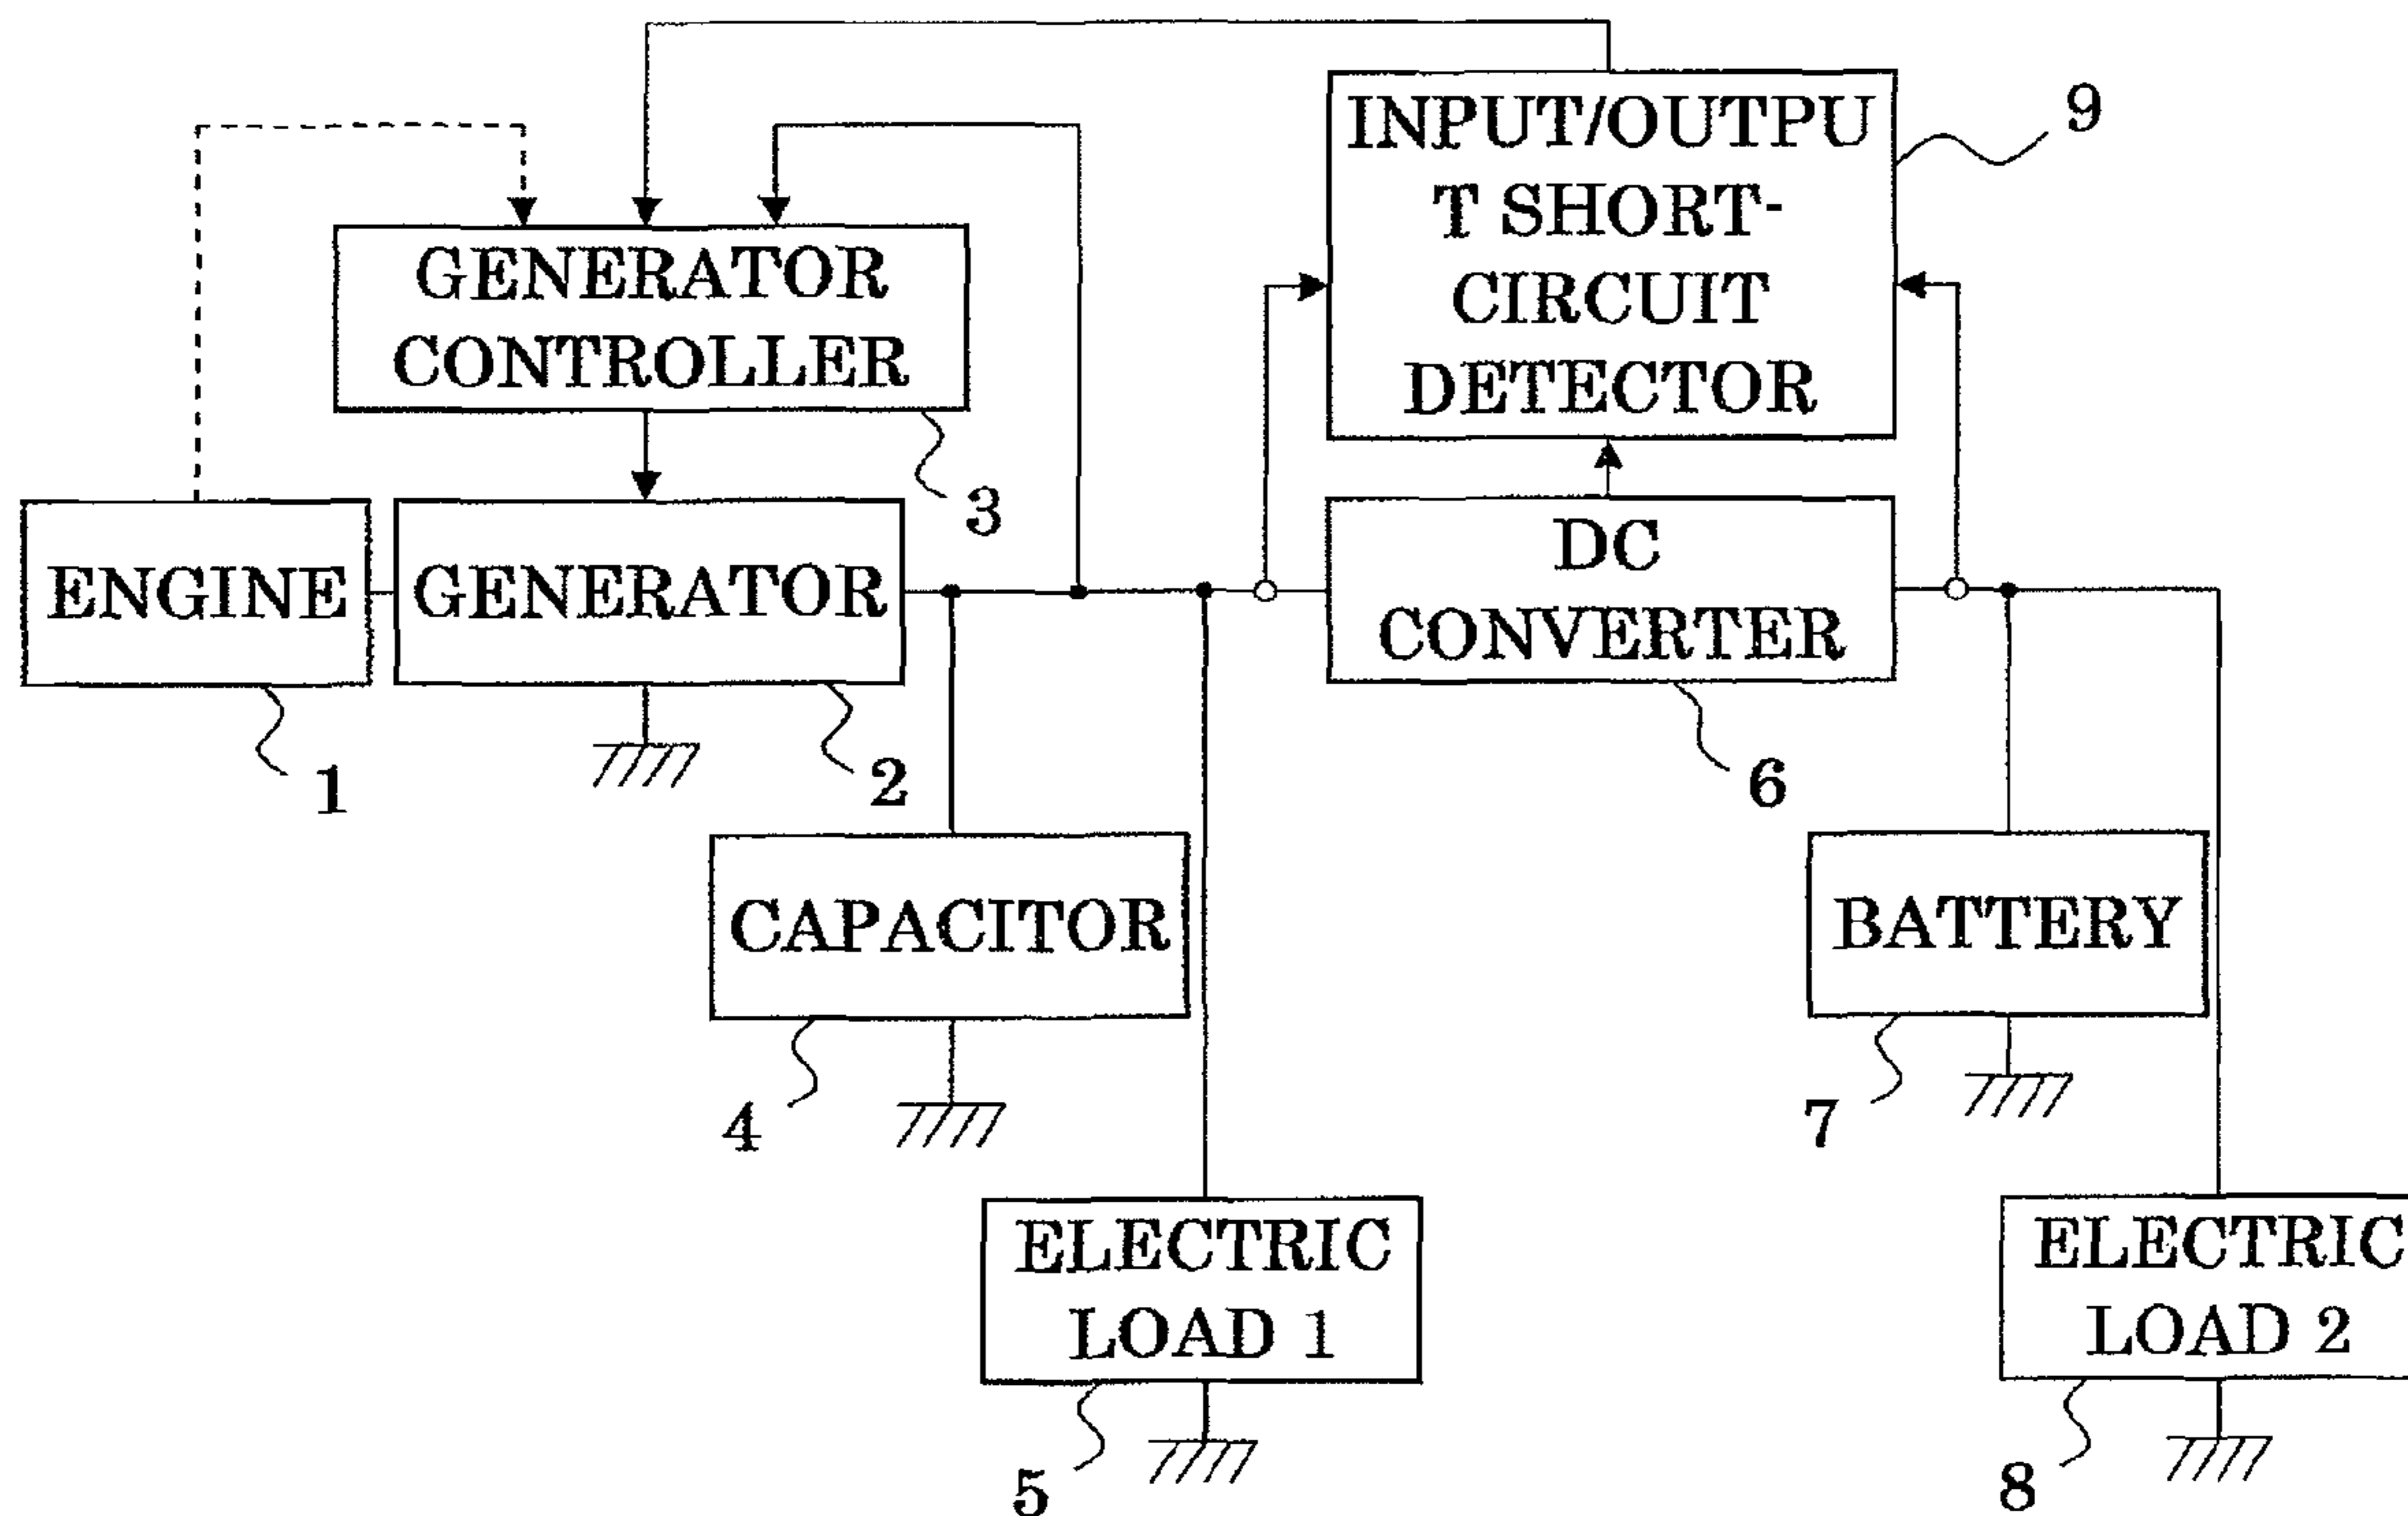 INPUT/OUTPU
T SHORT-
CIRCUIT
DETECTOR
9
GENERATOR
CONTROLLER
3
ENGINE
1
GENERATOR
2
DC
CONVERTER
6
CAPACITOR
4
BATTERY
7
ELECTRIC
LOAD 1
5
ELECTRIC
LOAD 2
8